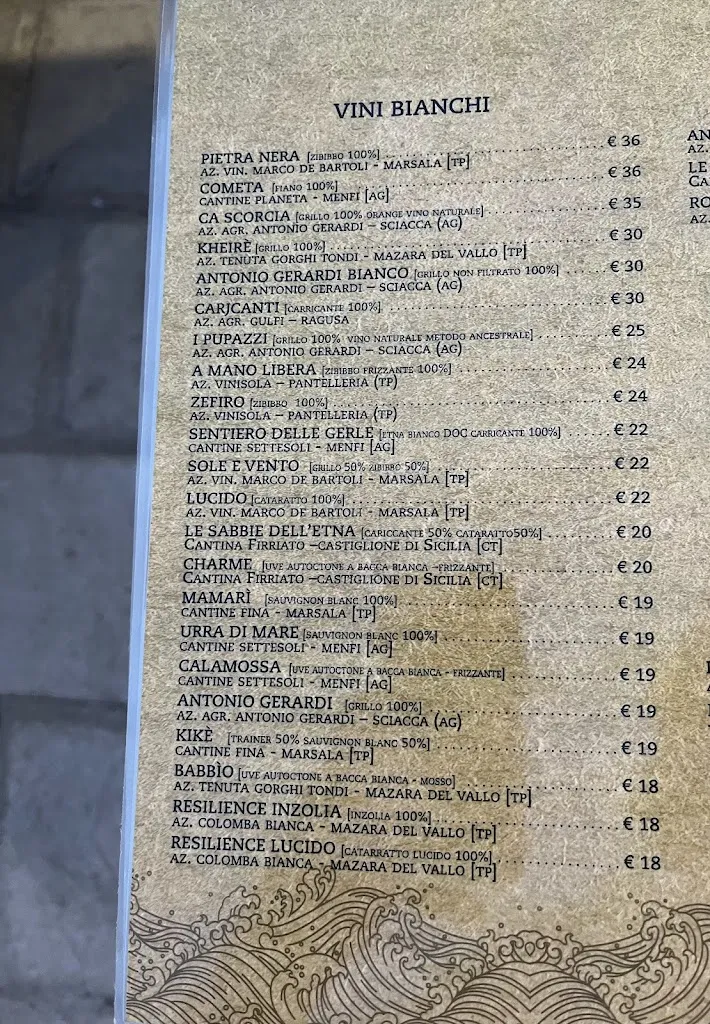 VINI BIANCHI
PIETRA NERA [ZIBIBBO 100%] € 36
AZ. VIN. MARCO DE BARTOLI - MARSALA [TP]
COMETA [FIANO 100%] € 36
CANTINE PLANETA - MENFI [AG]
CA SCORCIA [GRILLO 100% ORANGE VINO NATURALE] € 35
AZ. AGR. ANTONIO GERARDI – SCIACCA (AG)
KHEIRÈ [GRILLO 100%] € 30
AZ. TENUTA GORGHI TONDI - MAZARA DEL VALLO [TP]
ANTONIO GERARDI BIANCO [GRILLO NON FILTRATO 100%] € 30
AZ. AGR. ANTONIO GERARDI – SCIACCA (AG)
CARJCANTI [CARRICANTE 100%] € 30
AZ. AGR. GULFI – RAGUSA
I PUPAZZI [GRILLO 100% VINO NATURALE METODO ANCESTRALE] € 25
AZ. AGR. ANTONIO GERARDI – SCIACCA (AG)
A MANO LIBERA [ZIBIBBO FRIZZANTE 100%] € 24
AZ. VINISOLA – PANTELLERIA (TP)
ZEFIRO [ZIBIBBO 100%] € 24
AZ. VINISOLA – PANTELLERIA (TP)
SENTIERO DELLE GERLE [ETNA BIANCO DOC CARRICANTE 100%] € 22
CANTINE SETTESOLI - MENFI [AG]
SOLE E VENTO [GRILLO 50% ZIBIBBO 50%] € 22
AZ. VIN. MARCO DE BARTOLI - MARSALA [TP]
LUCIDO [CATARATTO 100%] € 22
AZ. VIN. MARCO DE BARTOLI - MARSALA [TP]
LE SABBIE DELL'ETNA [CARICCANTE 50% CATARATTO50%] € 20
CANTINA FIRRIATO –CASTIGLIONE DI SICILIA [CT]
CHARME [UVE AUTOCTONE A BACCA BIANCA –FRIZZANTE] € 20
CANTINA FIRRIATO –CASTIGLIONE DI SICILIA [CT]
MAMARÌ [SAUVIGNON BLANC 100%] € 19
CANTINE FINA - MARSALA [TP]
URRA DI MARE [SAUVIGNON BLANC 100%] € 19
CANTINE SETTESOLI - MENFI [AG]
CALAMOSSA [UVE AUTOCTONE A BACCA BIANCA - FRIZZANTE] € 19
CANTINE SETTESOLI - MENFI [AG]
ANTONIO GERARDI [GRILLO 100%] € 19
AZ. AGR. ANTONIO GERARDI – SCIACCA (AG)
KIKÈ [TRAINER 50% SAUVIGNON BLANC 50%] € 19
CANTINE FINA - MARSALA [TP]
BABBÌO [UVE AUTOCTONE A BACCA BIANCA - MOSSO] € 18
AZ. TENUTA GORGHI TONDI - MAZARA DEL VALLO [TP]
RESILIENCE INZOLIA [INZOLIA 100%] € 18
AZ. COLOMBA BIANCA - MAZARA DEL VALLO [TP]
RESILIENCE LUCIDO [CATARRATTO LUCIDO 100%] € 18
AZ. COLOMBA BIANCA - MAZARA DEL VALLO [TP]